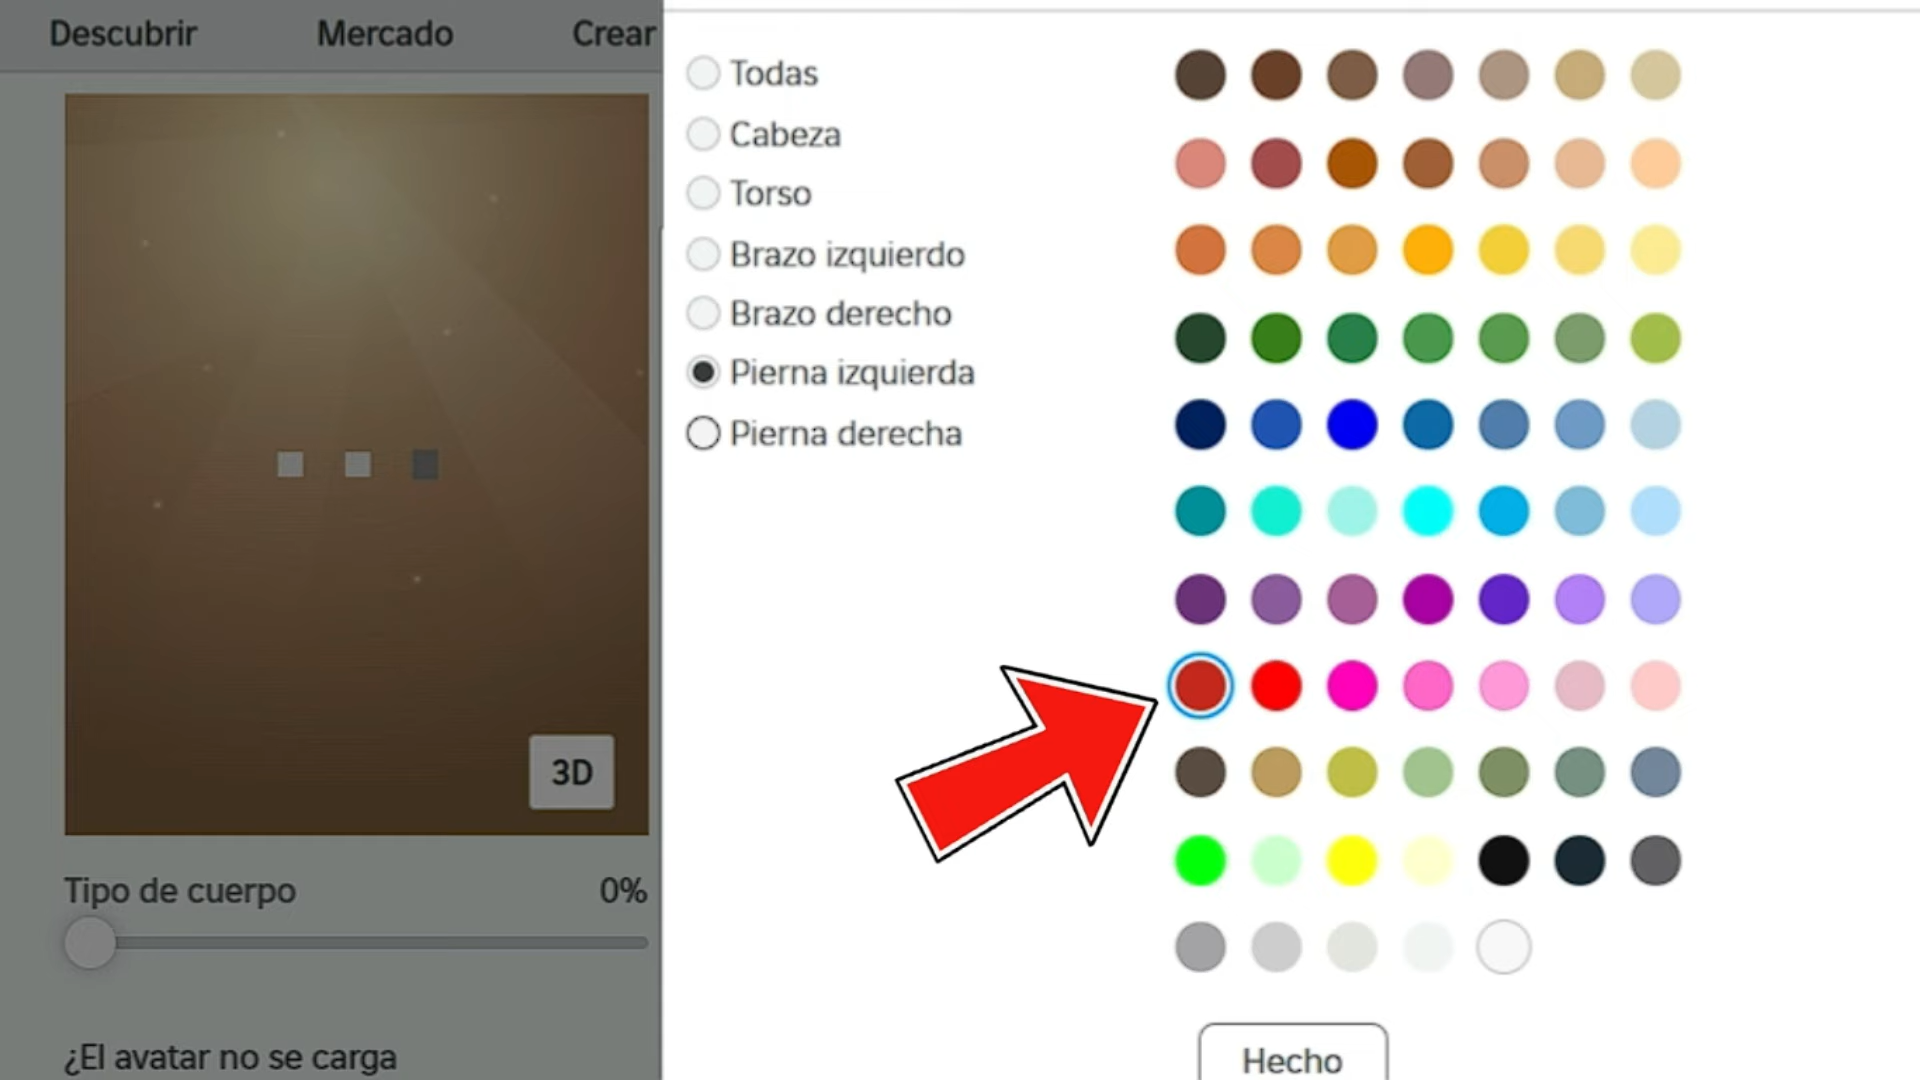 Descubrir Mercado Crear
3D
Tipo de cuerpo 0%
¿El avatar no se carga
Todas
Cabeza
Torso
Brazo izquierdo
Brazo derecho
Pierna izquierda
Pierna derecha
Hecho